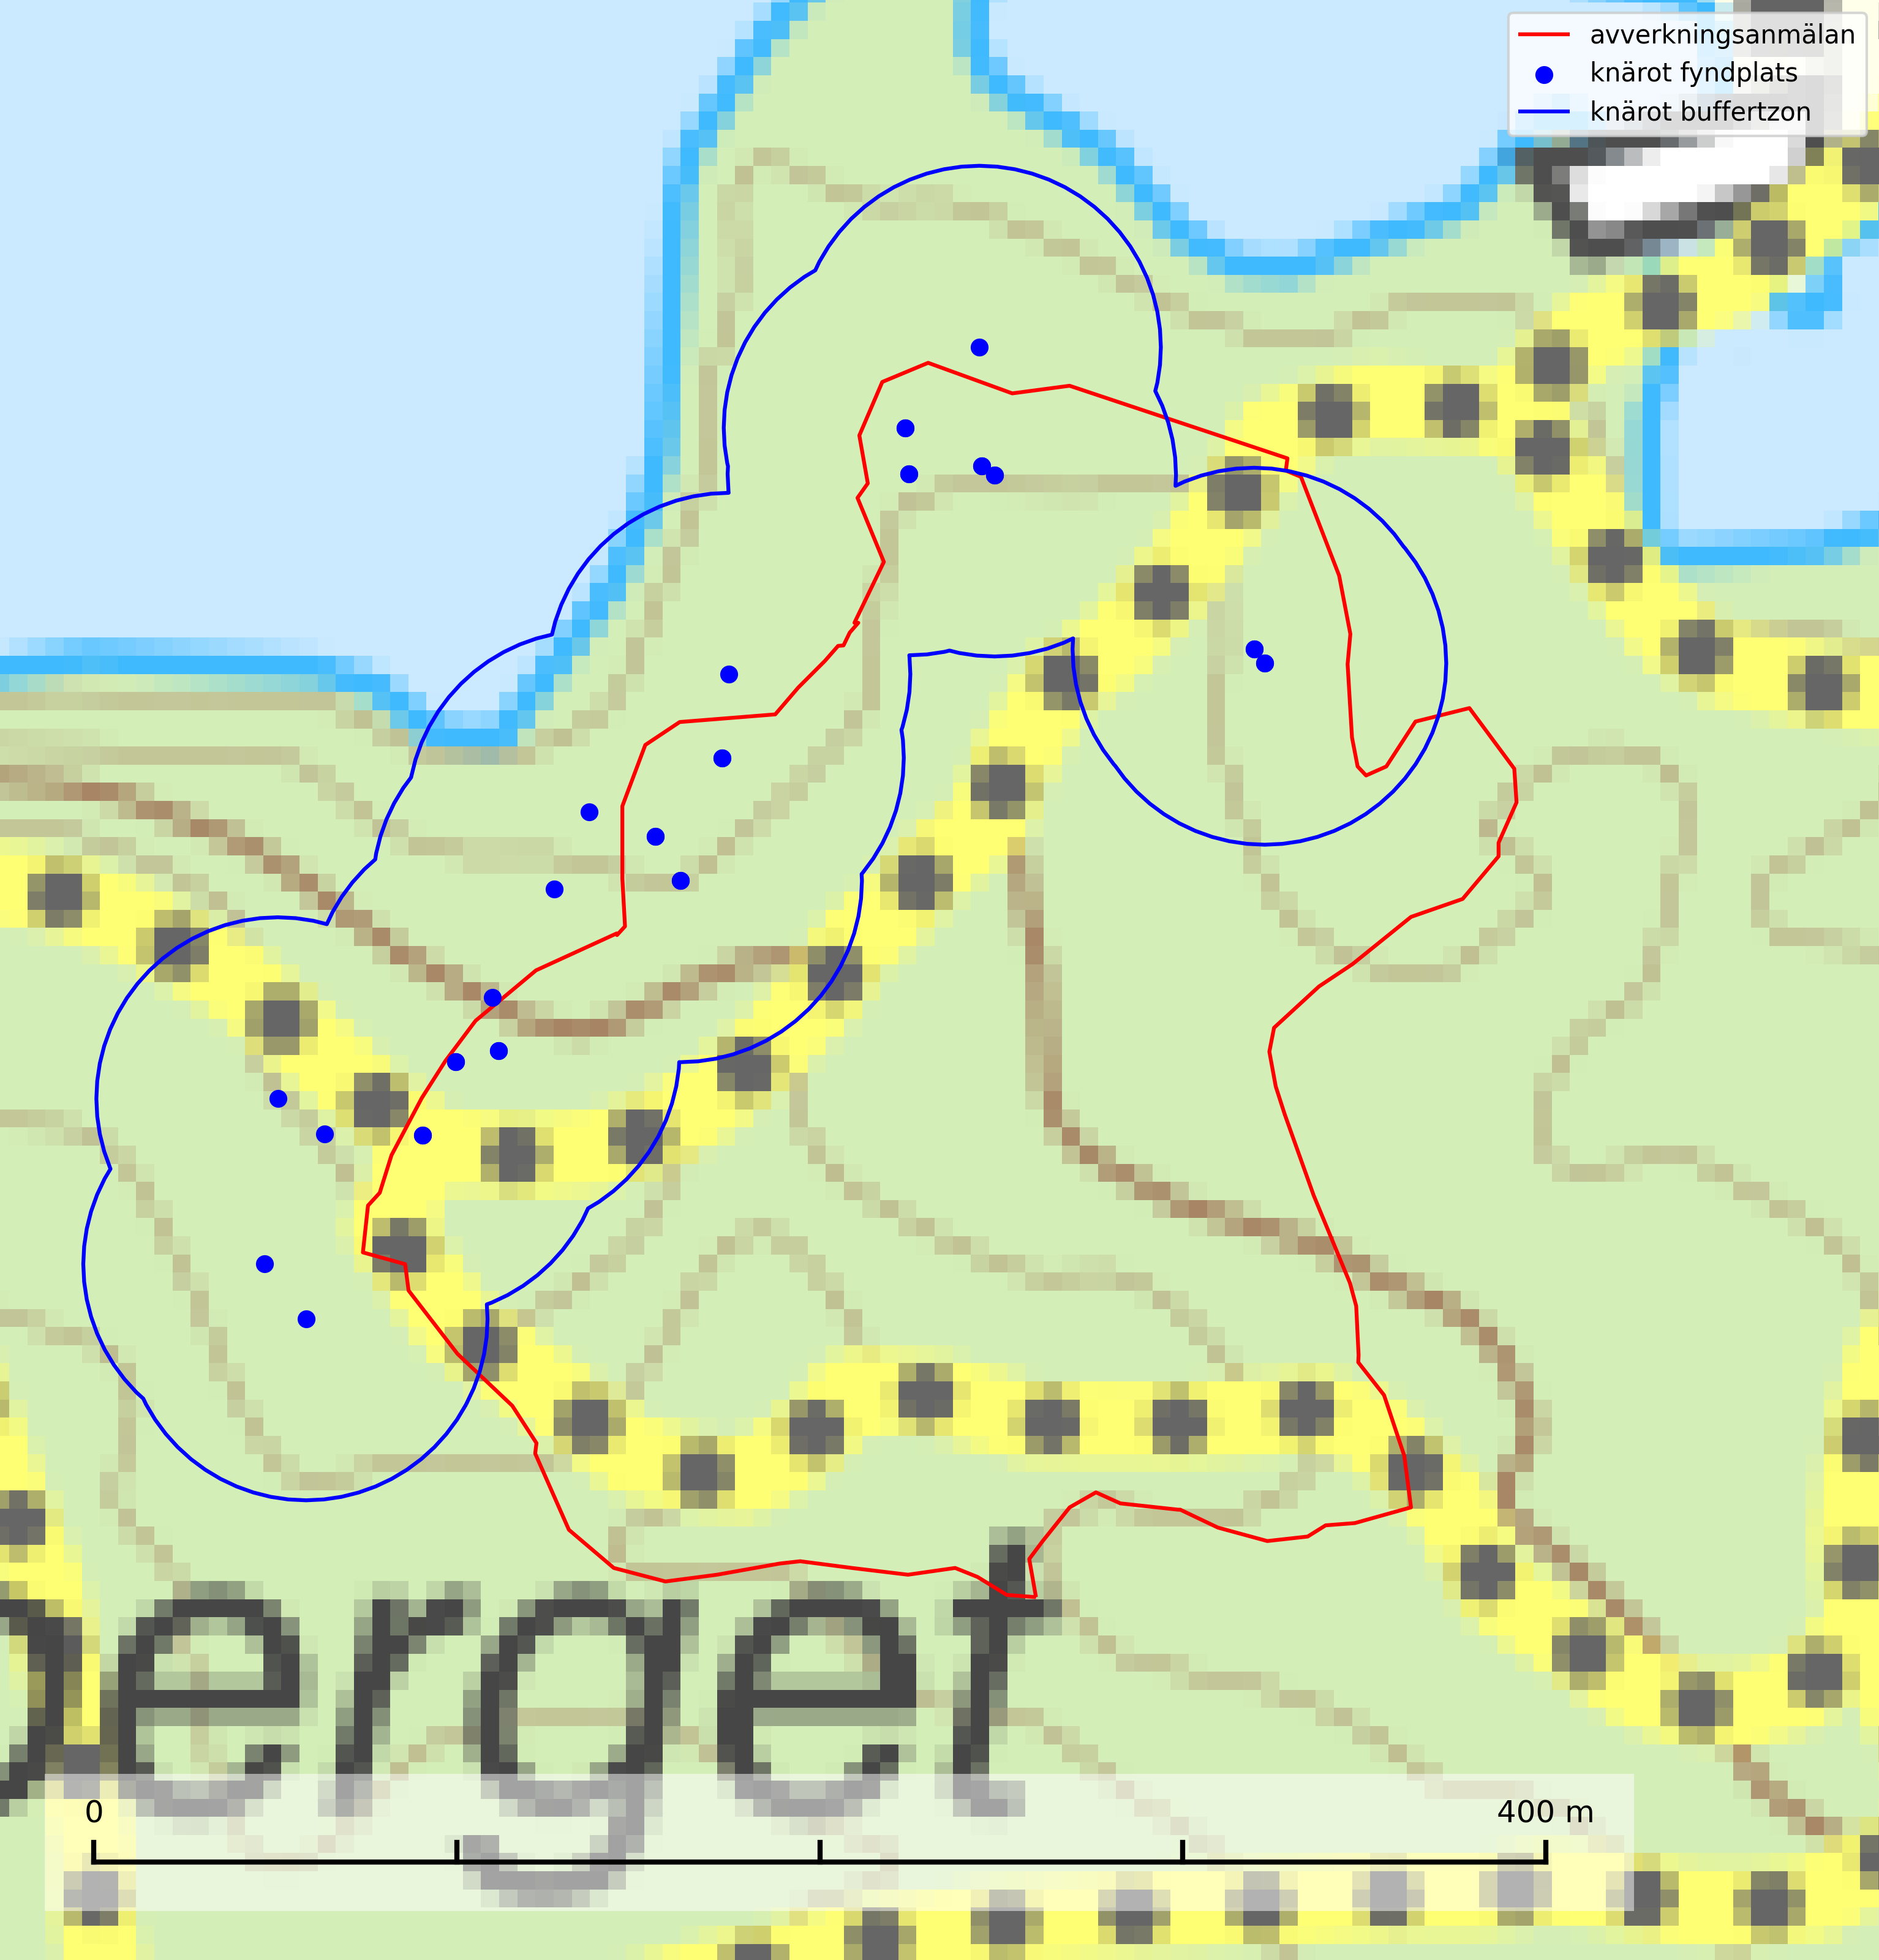 avverkningsanmälan
knärot fyndplats
knärot buffertzon
erget
0 400 m